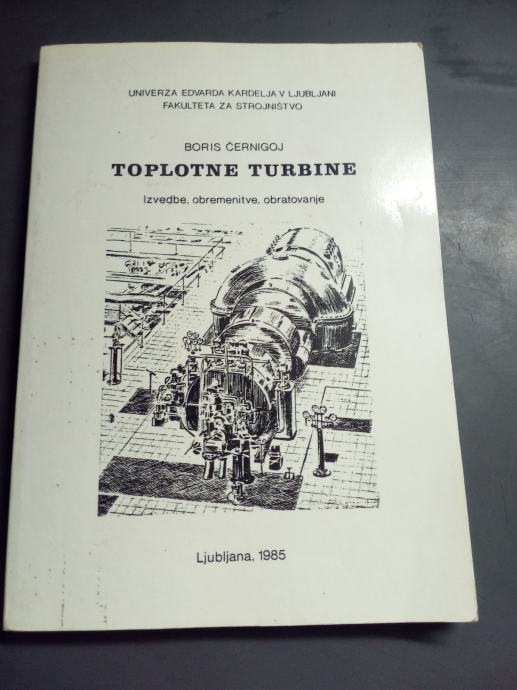 UNIVERZA EDVARDA KARDELJA V LJUBLJANI
FAKULTETA ZA STROJNIŠTVO
BORIS ČERNIGOJ
TOPLOTNE TURBINE
Izvedbe, obremenitve, obratovanje
Ljubljana, 1985